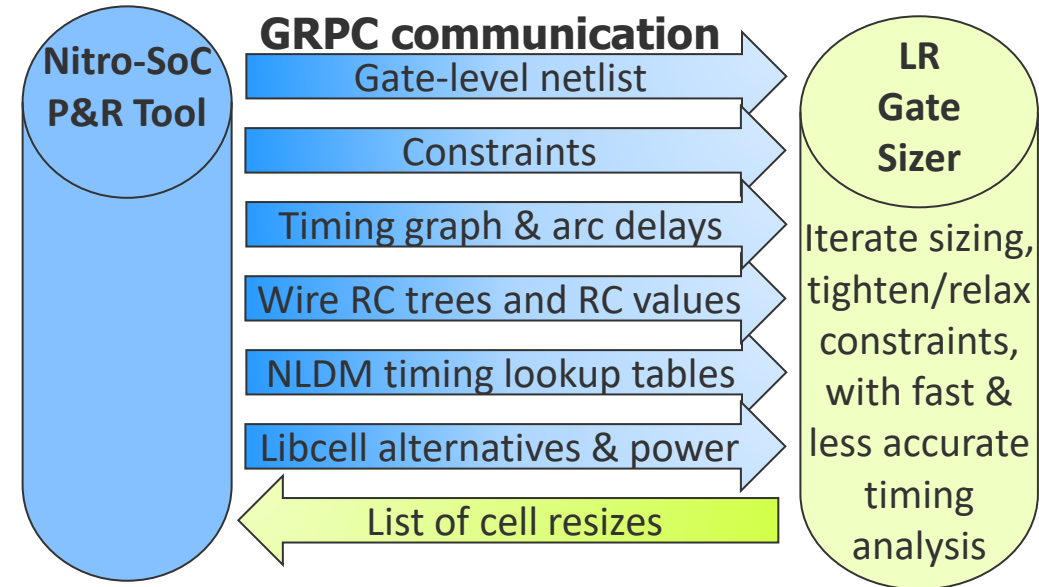 GRPC communication
Nitro-SoC
P&R Tool
Gate-level netlist
Constraints
Timing graph & arc delays
Wire RC trees and RC values
NLDM timing lookup tables
Libcell alternatives & power
List of cell resizes
LR
Gate
Sizer
Iterate sizing,
tighten/relax
constraints,
with fast &
less accurate
timing
analysis